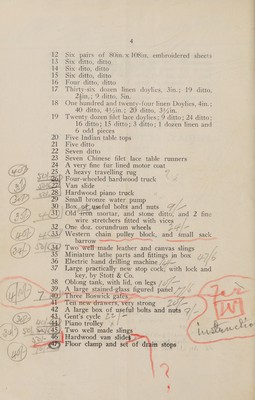 4
12 Six pairs of 80in. x 108in. embroidered sheets
13 Six ditto, ditto
14 Six ditto, ditto
15 Six ditto, ditto
16 Four ditto, ditto
17 Thirty-six dozen linen doylies, 5in.; 19 ditto,
ditto, 5in.
18 One hundred and twenty-four linen Doylies, 4in.;
40 ditto, 4½in.; 20 ditto, 3½in.
19 Twenty dozen filet lace doylies; 9 ditto; 24 ditto;
16 ditto; 15 ditto; 3 ditto; 1 dozen linen and
6 odd pieces
20 Five Indian table tops
21 Five ditto
22 Seven ditto
23 Seven Chinese filet lace table runners
24 A very fine fur lined motor coat
25 A heavy travelling rug
26 Four-wheeled hardwood truck
27 Van slide
28 Hardwood piano truck
29 Small bronze water pump
30 Box of useful bolts and nuts
31 Old iron mortar, and stone ditto, and 2 fine
wire stretchers fitted with vices
32 One doz. corundrum wheels
33 Western chain pulley block, and small sack
barrow
34 Two well made leather and canvas slings
35 Miniature lathe parts and fittings in box
36 Electric hand drilling machine
37 Large practically new stop cock, with lock and
key, by Stott & Co.
38 Oblong tank, with lid, on legs
39 A large stained-glass figured panel
40 Three Boswick gates
41 Ten new drawers, very strong
42 A large box of useful bolts and nuts
43 Gent's cycle
44 Piano trolley
45 Two well made slings
46 Hardwood van slides
47 Floor clamp and set of drain stops
?